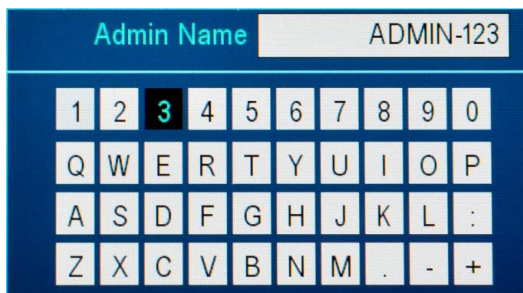 Admin Name ADMIN-123
1 2 3 4 5 6 7 8 9 0
Q W E R T Y U I O P
A S D F G H J K L :
Z X C V B N M . - +